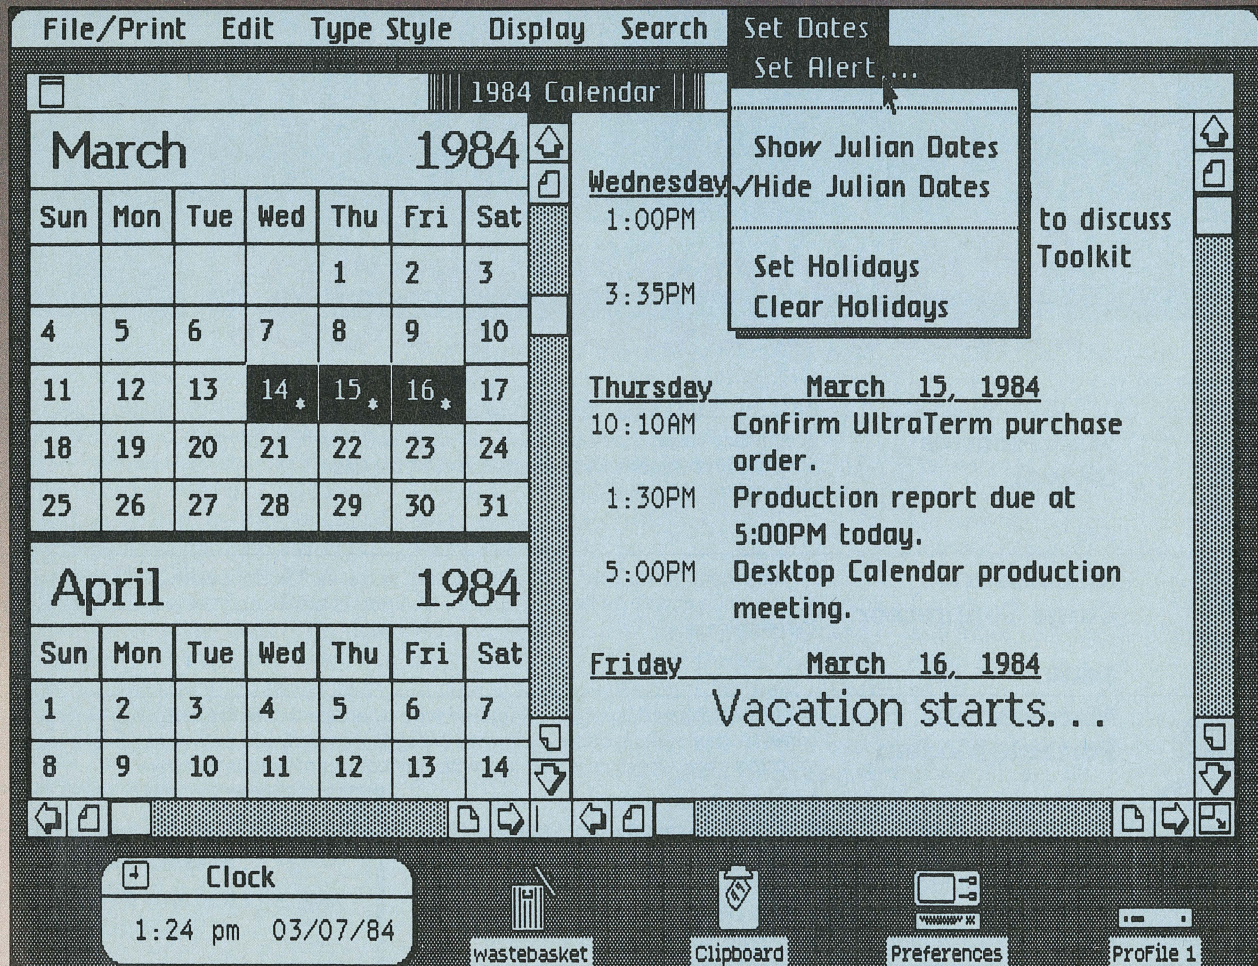 File/Print Edit Type Style Display Search Set Dates
Set Alert...
Show Julian Dates
✓Hide Julian Dates
Set Holidays
Clear Holidays
1984 Calendar
March 1984
Sun Mon Tue Wed Thu Fri Sat
1 2 3
4 5 6 7 8 9 10
11 12 13 14* 15* 16* 17
18 19 20 21 22 23 24
25 26 27 28 29 30 31
April 1984
Sun Mon Tue Wed Thu Fri Sat
1 2 3 4 5 6 7
8 9 10 11 12 13 14
Wednesday
1:00PM to discuss
Toolkit
3:35PM
Thursday March 15, 1984
10:10AM Confirm UltraTerm purchase
order.
1:30PM Production report due at
5:00PM today.
5:00PM Desktop Calendar production
meeting.
Friday March 16, 1984
Vacation starts...
Clock
1:24 pm 03/07/84
wastebasket
Clipboard
Preferences
ProFile 1